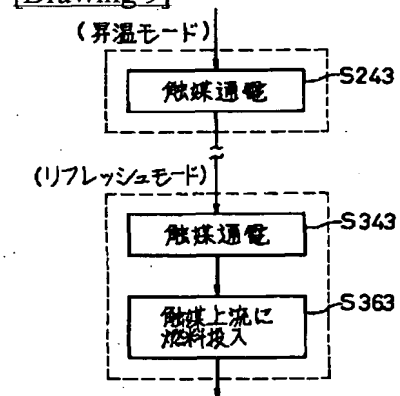 [Drawing 9]
(昇温モード)
触媒通電
S243
(リフレッシュモード)
触媒通電
S343
触媒上流に
燃料投入
S363